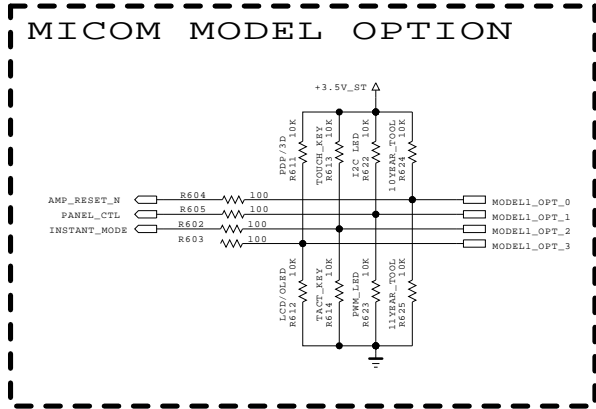 MICOM MODEL OPTION
+3.5V_ST
PDP/3D
R611 10K
TOUCH_KEY
R613 10K
I2C LED
R622 10K
10YEAR_TOOL
R624 10K
AMP_RESET_N R604 100 MODEL1_OPT_0
PANEL_CTL R605 100 MODEL1_OPT_1
INSTANT_MODE R602 100 MODEL1_OPT_2
R603 100 MODEL1_OPT_3
LCD/OLED
R612 10K
TACT_KEY
R614 10K
PWM_LED
R623 10K
11YEAR_TOOL
R625 10K